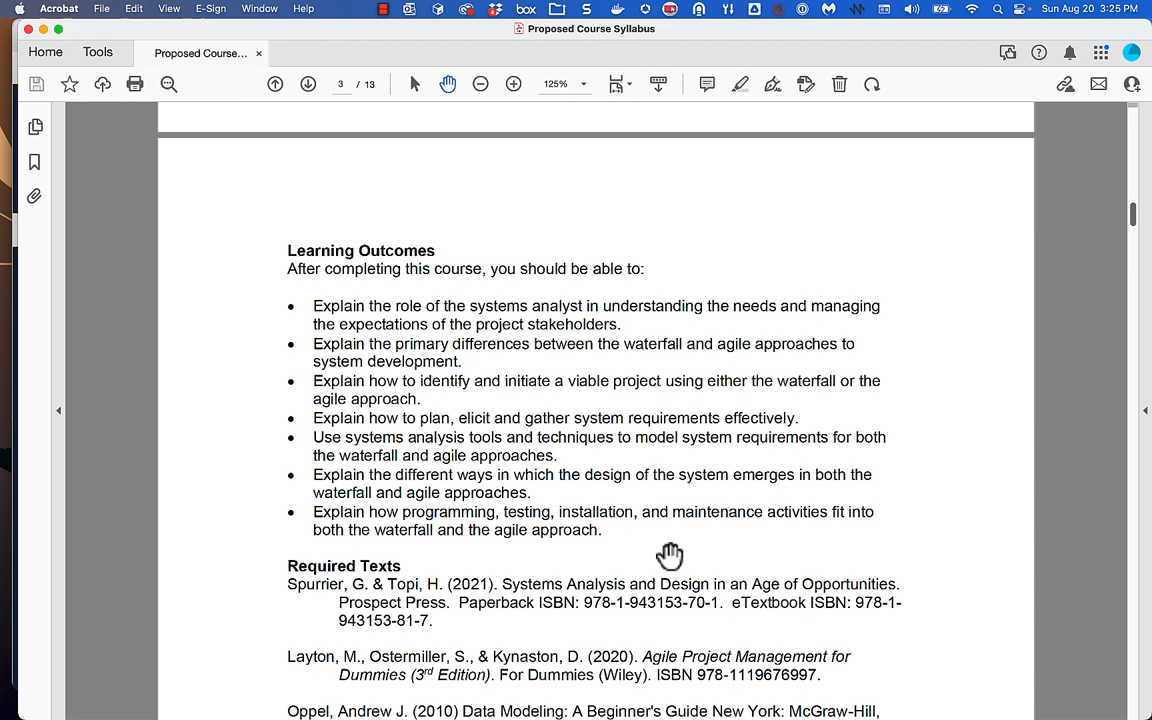 Acrobat File Edit View E-Sign Window Help box S Sun Aug 20 3:25 PM
Proposed Course Syllabus
Home Tools Proposed Course... ×
3 / 13 125%
Learning Outcomes
After completing this course, you should be able to:
• Explain the role of the systems analyst in understanding the needs and managing
the expectations of the project stakeholders.
• Explain the primary differences between the waterfall and agile approaches to
system development.
• Explain how to identify and initiate a viable project using either the waterfall or the
agile approach.
• Explain how to plan, elicit and gather system requirements effectively.
• Use systems analysis tools and techniques to model system requirements for both
the waterfall and agile approaches.
• Explain the different ways in which the design of the system emerges in both the
waterfall and agile approaches.
• Explain how programming, testing, installation, and maintenance activities fit into
both the waterfall and the agile approach.
Required Texts
Spurrier, G. & Topi, H. (2021). Systems Analysis and Design in an Age of Opportunities.
Prospect Press. Paperback ISBN: 978-1-943153-70-1. eTextbook ISBN: 978-1-
943153-81-7.
Layton, M., Ostermiller, S., & Kynaston, D. (2020). Agile Project Management for
Dummies (3rd Edition). For Dummies (Wiley). ISBN 978-1119676997.
Oppel, Andrew J. (2010) Data Modeling: A Beginner's Guide New York: McGraw-Hill,